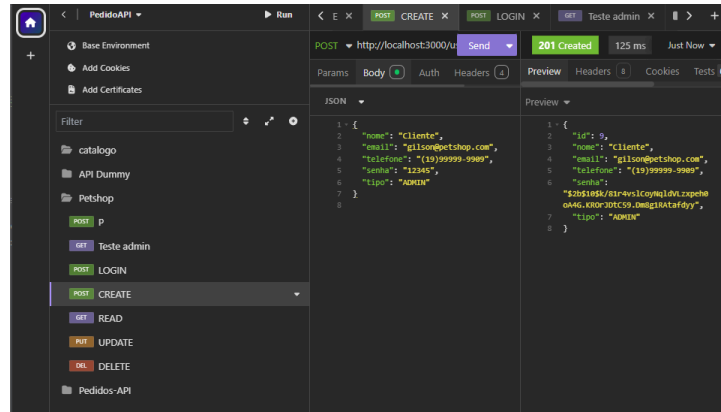 PedidoAPI
Run
Base Environment
Add Cookies
Add Certificates
Filter
catalogo
API Dummy
Petshop
POST P
GET Teste admin
POST LOGIN
POST CREATE
GET READ
PUT UPDATE
DEL DELETE
Pedidos-API
E × POST CREATE × POST LOGIN × GET Teste admin ×
POST http://localhost:3000/u Send
Params Body Auth Headers 4
JSON
1 {
2 "nome": "Cliente",
3 "email": "gilson@petshop.com",
4 "telefone": "(19)99999-9909",
5 "senha": "12345",
6 "tipo": "ADMIN"
7 }
8
201 Created 125 ms Just Now
Preview Headers 8 Cookies Tests
Preview
1 {
2 "id": 9,
3 "nome": "Cliente",
4 "email": "gilson@petshop.com",
5 "telefone": "(19)99999-9909",
6 "senha":
"$2b$10$k/81r4vslCoyNqldVLzxpeh0
oA4G.KROrJDtC59.Dm8g1RAtafdyy",
7 "tipo": "ADMIN"
8 }